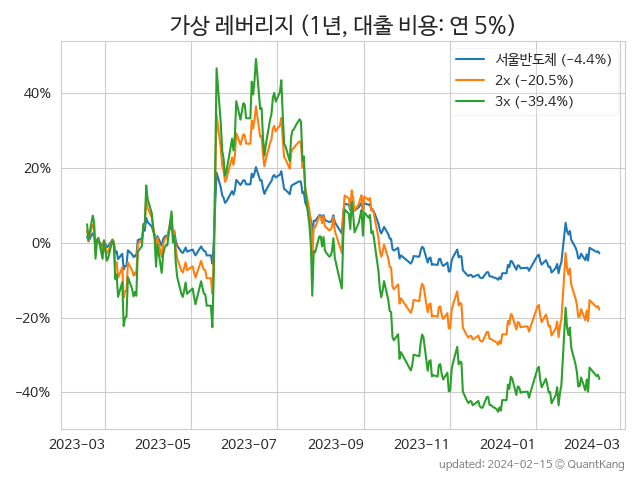 가상 레버리지 (1년, 대출 비용: 연 5%)
서울반도체 (−4.4%)
2x (−20.5%)
3x (−39.4%)
40%
20%
0%
−20%
−40%
2023-03 2023-05 2023-07 2023-09 2023-11 2024-01 2024-03
updated: 2024-02-15 © QuantKang